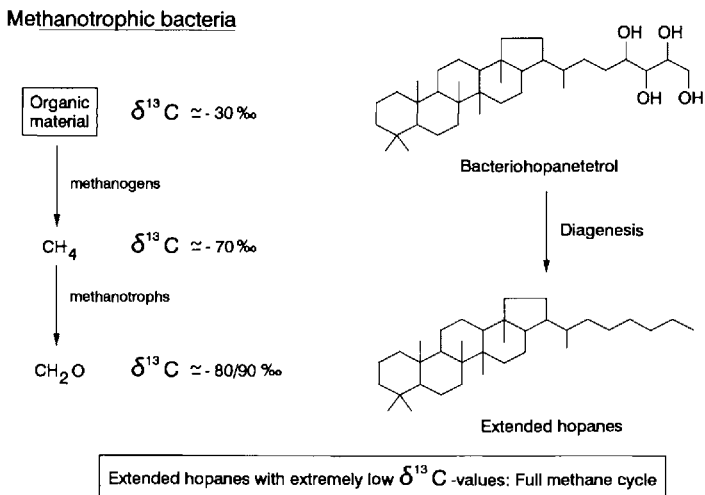 Methanotrophic bacteria
Organic
material
δ¹³C ≃ - 30 ‰
methanogens
CH₄
δ¹³C ≃ - 70 ‰
methanotrophs
CH₂O
δ¹³C ≃ - 80/90 ‰
OH
OH
OH
OH
Bacteriohopanetetrol
Diagenesis
Extended hopanes
Extended hopanes with extremely low δ¹³C -values: Full methane cycle